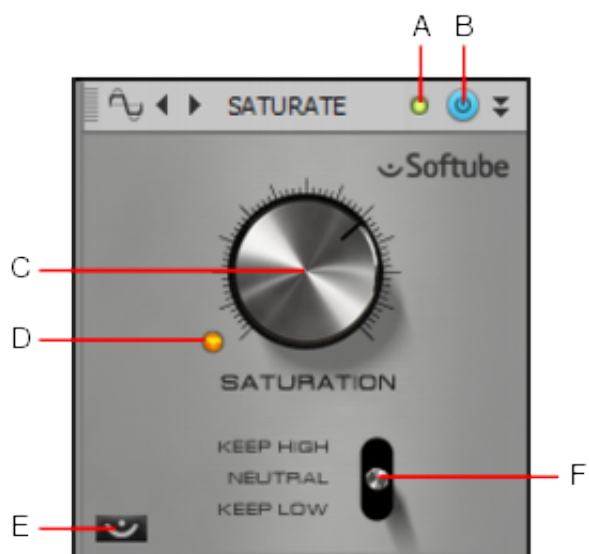 A B
SATURATE
Softube
C
D
SATURATION
KEEP HIGH
NEUTRAL
F
KEEP LOW
E